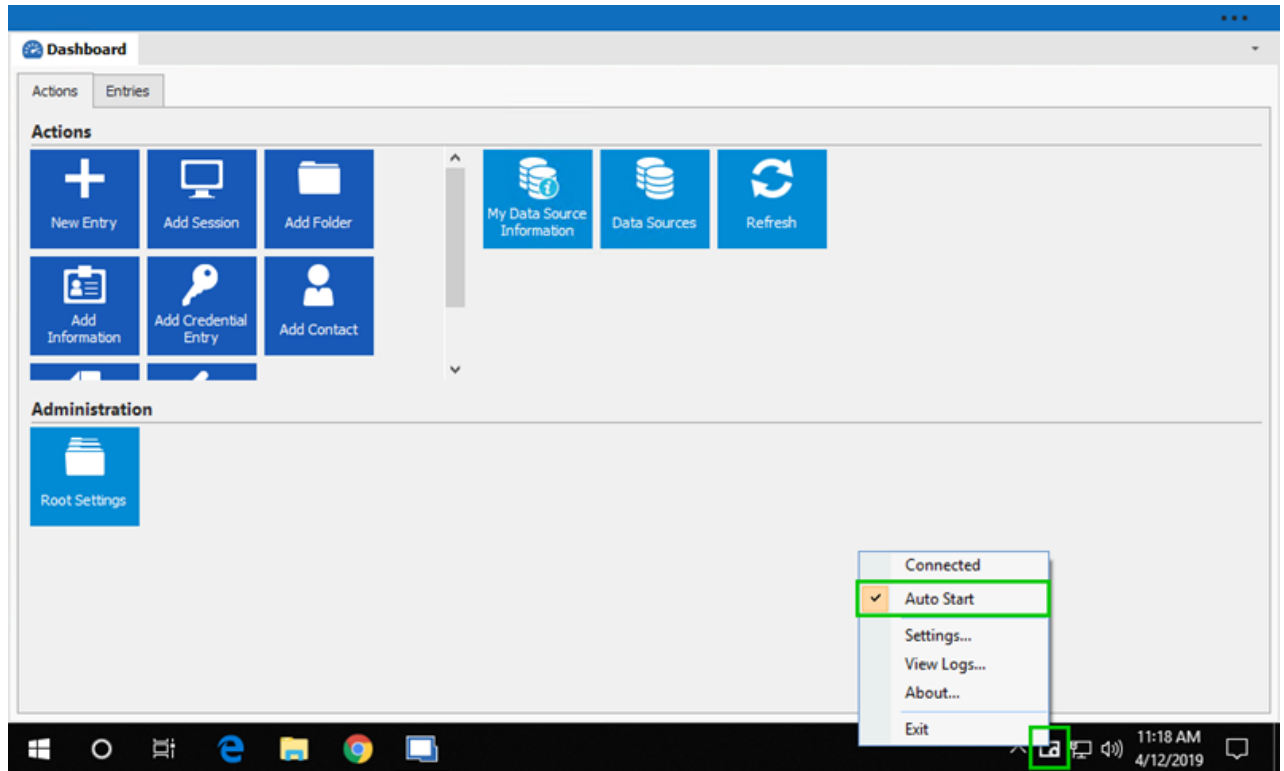 Dashboard
Actions Entries
Actions
New Entry
Add Session
Add Folder
My Data Source
Information
Data Sources
Refresh
Add
Information
Add Credential
Entry
Add Contact
Administration
Root Settings
Connected
Auto Start
Settings...
View Logs...
About...
Exit
11:18 AM
4/12/2019